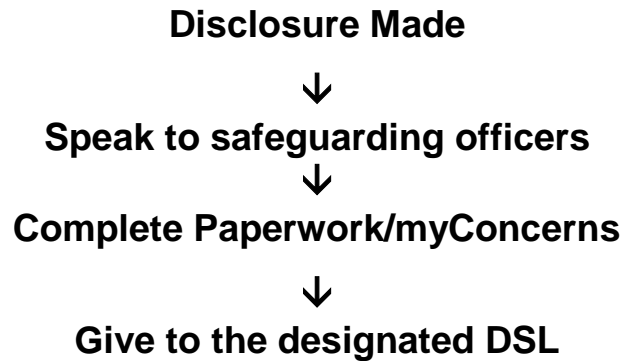 Disclosure Made
↓
Speak to safeguarding officers
↓
Complete Paperwork/myConcerns
↓
Give to the designated DSL